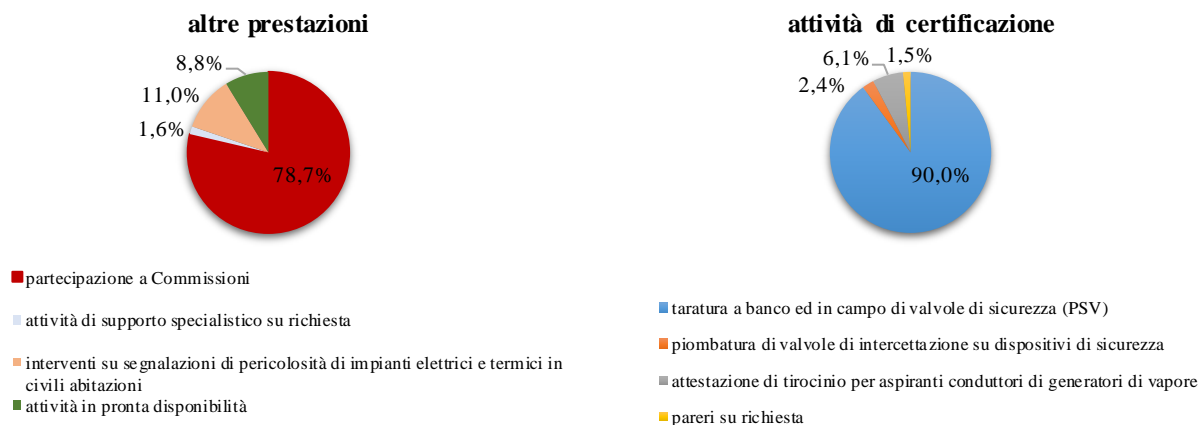 altre prestazioni
8,8%
11,0%
1,6%
78,7%
partecipazione a Commissioni
attività di supporto specialistico su richiesta
interventi su segnalazioni di pericolosità di impianti elettrici e termici in
civili abitazioni
attività in pronta disponibilità
attività di certificazione
6,1%
1,5%
2,4%
90,0%
taratura a banco ed in campo di valvole di sicurezza (PSV)
piombatura di valvole di intercettazione su dispositivi di sicurezza
attestazione di tirocinio per aspiranti conduttori di generatori di vapore
pareri su richiesta